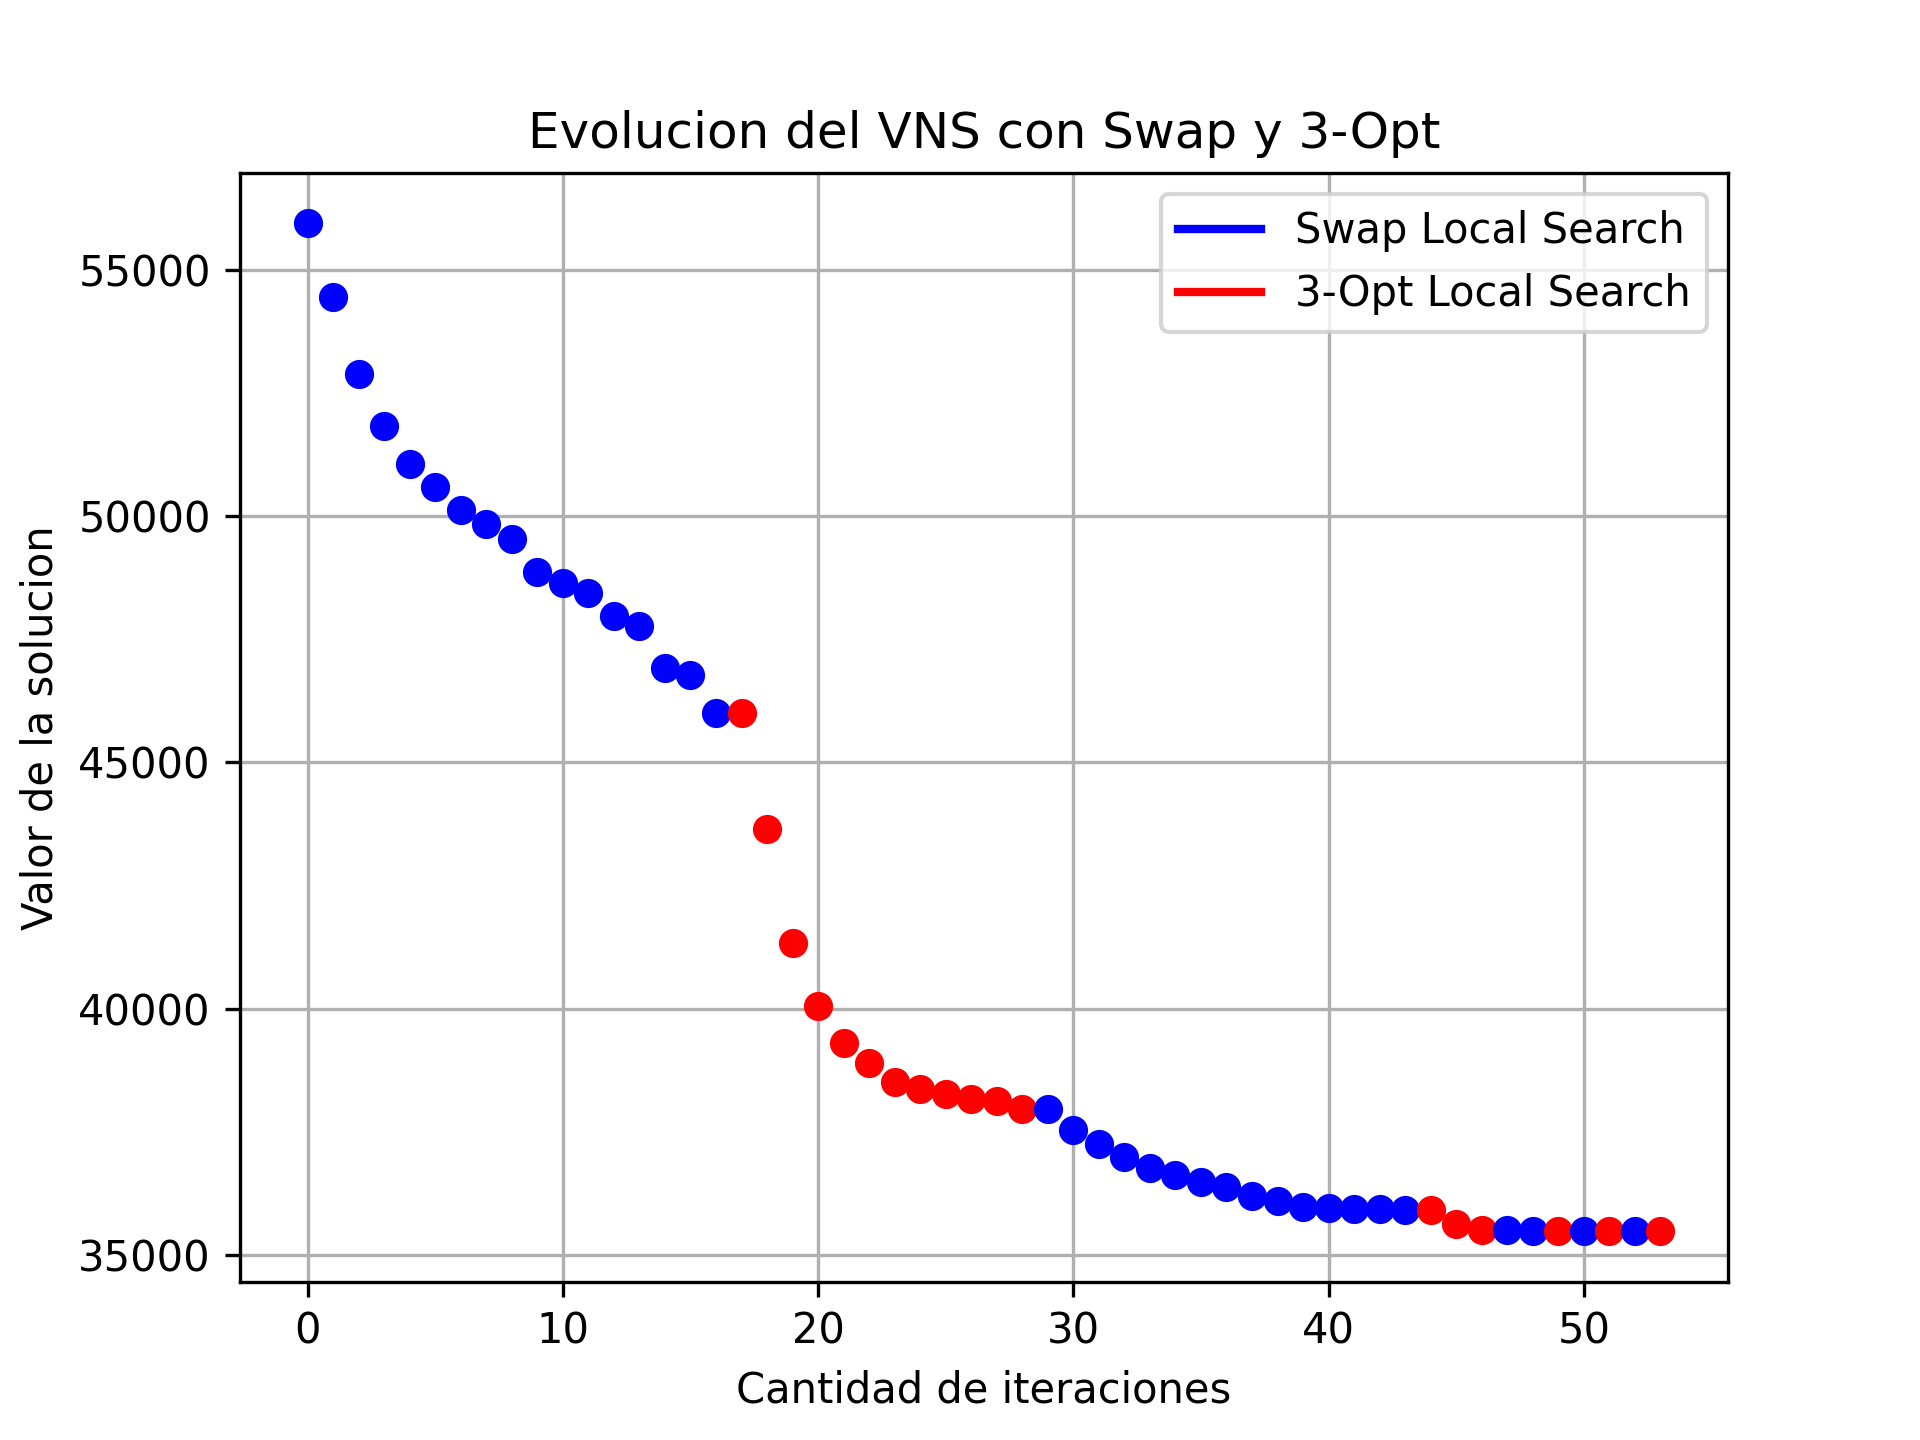 Evolucion del VNS con Swap y 3-Opt
Swap Local Search
3-Opt Local Search
Valor de la solucion
55000
50000
45000
40000
35000
0 10 20 30 40 50
Cantidad de iteraciones